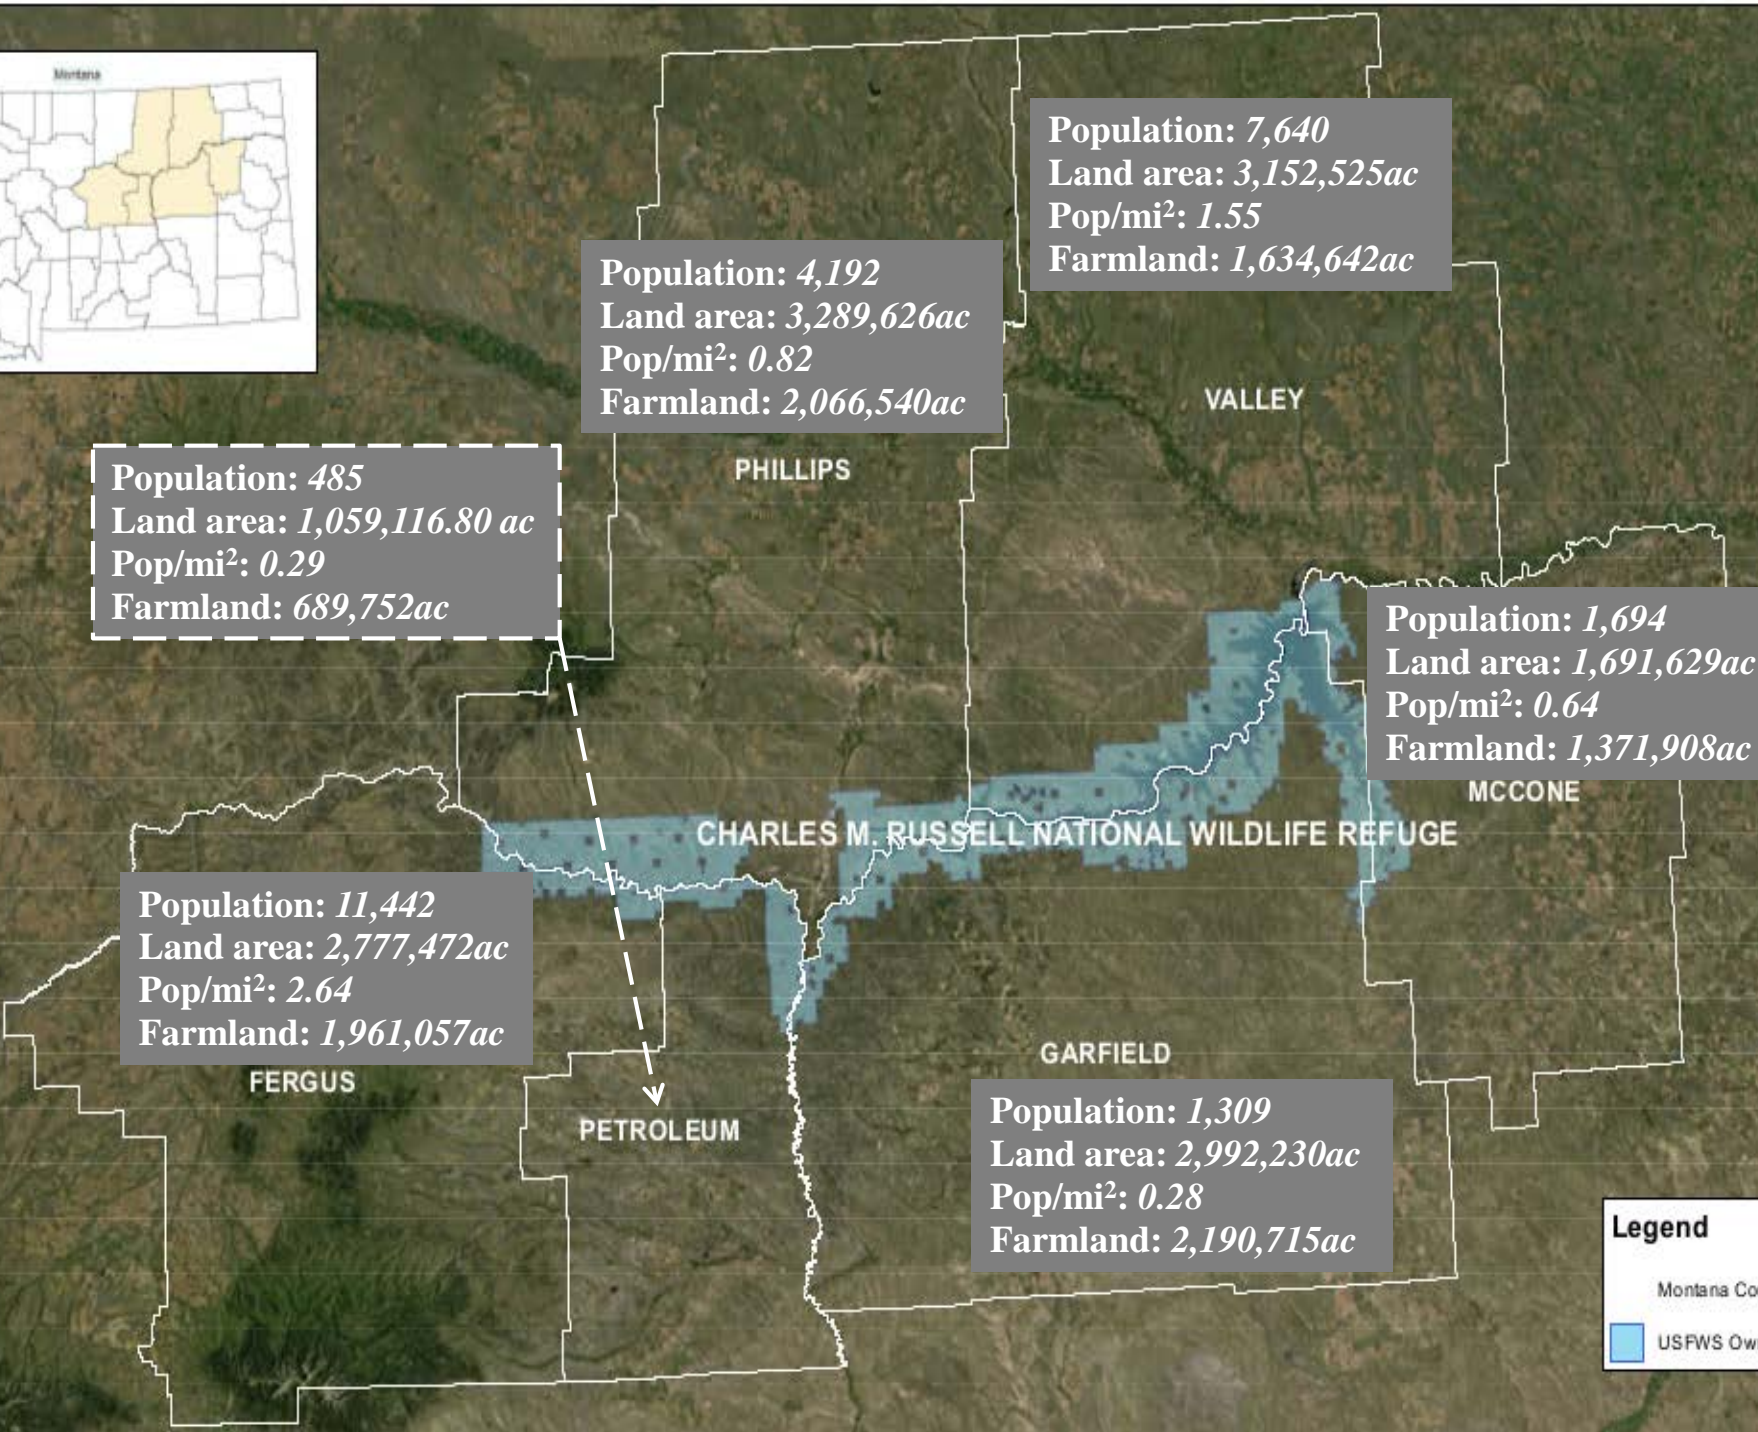 Montana
Population: 7,640
Land area: 3,152,525ac
Pop/mi²: 1.55
Farmland: 1,634,642ac
Population: 4,192
Land area: 3,289,626ac
Pop/mi²: 0.82
Farmland: 2,066,540ac
VALLEY
PHILLIPS
Population: 485
Land area: 1,059,116.80 ac
Pop/mi²: 0.29
Farmland: 689,752ac
Population: 1,694
Land area: 1,691,629ac
Pop/mi²: 0.64
Farmland: 1,371,908ac
MCCONE
CHARLES M. RUSSELL NATIONAL WILDLIFE REFUGE
Population: 11,442
Land area: 2,777,472ac
Pop/mi²: 2.64
Farmland: 1,961,057ac
FERGUS
GARFIELD
PETROLEUM
Population: 1,309
Land area: 2,992,230ac
Pop/mi²: 0.28
Farmland: 2,190,715ac
Legend
Montana Co
USFWS Ow